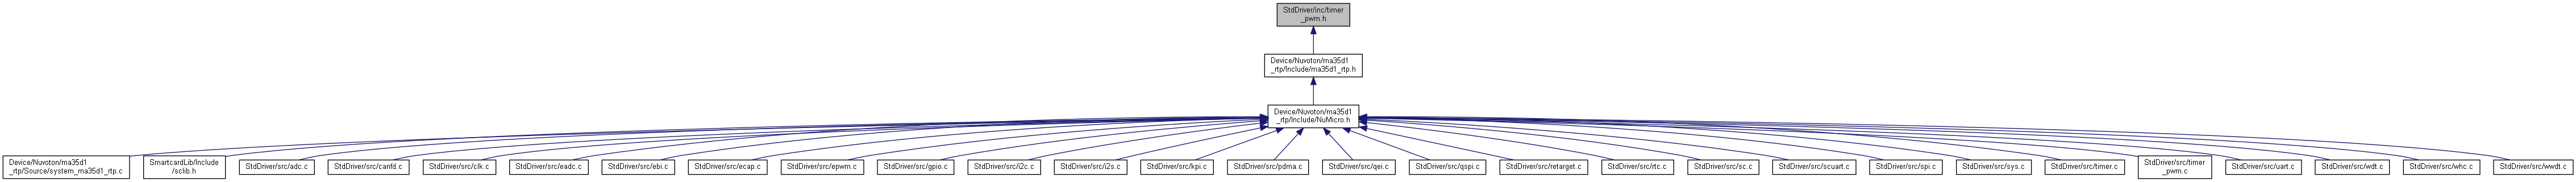 StdDriver/inc/timer
_pwm.h
Device/Nuvoton/ma35d1
_rtp/Include/ma35d1_rtp.h
Device/Nuvoton/ma35d1
_rtp/Include/NuMicro.h
Device/Nuvoton/ma35d1
_rtp/Source/system_ma35d1_rtp.c
SmartcardLib/Include
/sclib.h
StdDriver/src/adc.c
StdDriver/src/canfd.c
StdDriver/src/clk.c
StdDriver/src/eadc.c
StdDriver/src/ebi.c
StdDriver/src/ecap.c
StdDriver/src/epwm.c
StdDriver/src/gpio.c
StdDriver/src/i2c.c
StdDriver/src/i2s.c
StdDriver/src/kpi.c
StdDriver/src/pdma.c
StdDriver/src/qei.c
StdDriver/src/qspi.c
StdDriver/src/retarget.c
StdDriver/src/rtc.c
StdDriver/src/sc.c
StdDriver/src/scuart.c
StdDriver/src/spi.c
StdDriver/src/sys.c
StdDriver/src/timer.c
StdDriver/src/timer
_pwm.c
StdDriver/src/uart.c
StdDriver/src/wdt.c
StdDriver/src/whc.c
StdDriver/src/wwdt.c